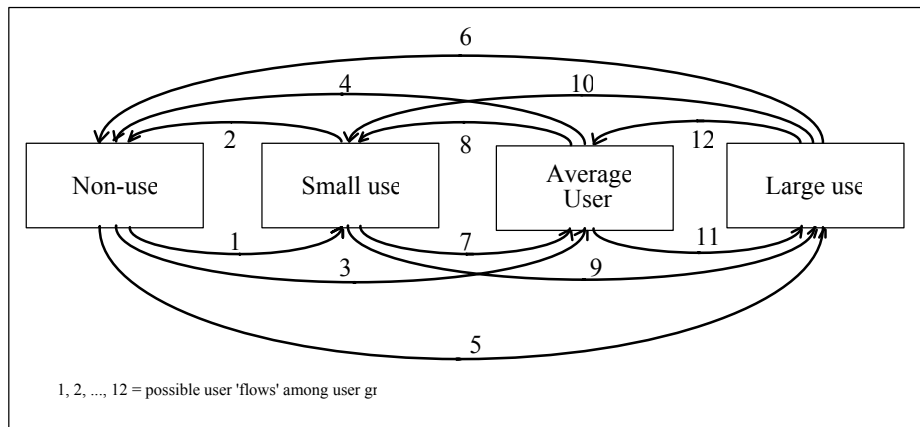 6
4
10
2
8
12
Non-use
Small use
Average
User
Large use
1
7
11
3
9
5
1, 2, ..., 12 = possible user 'flows' among user gr